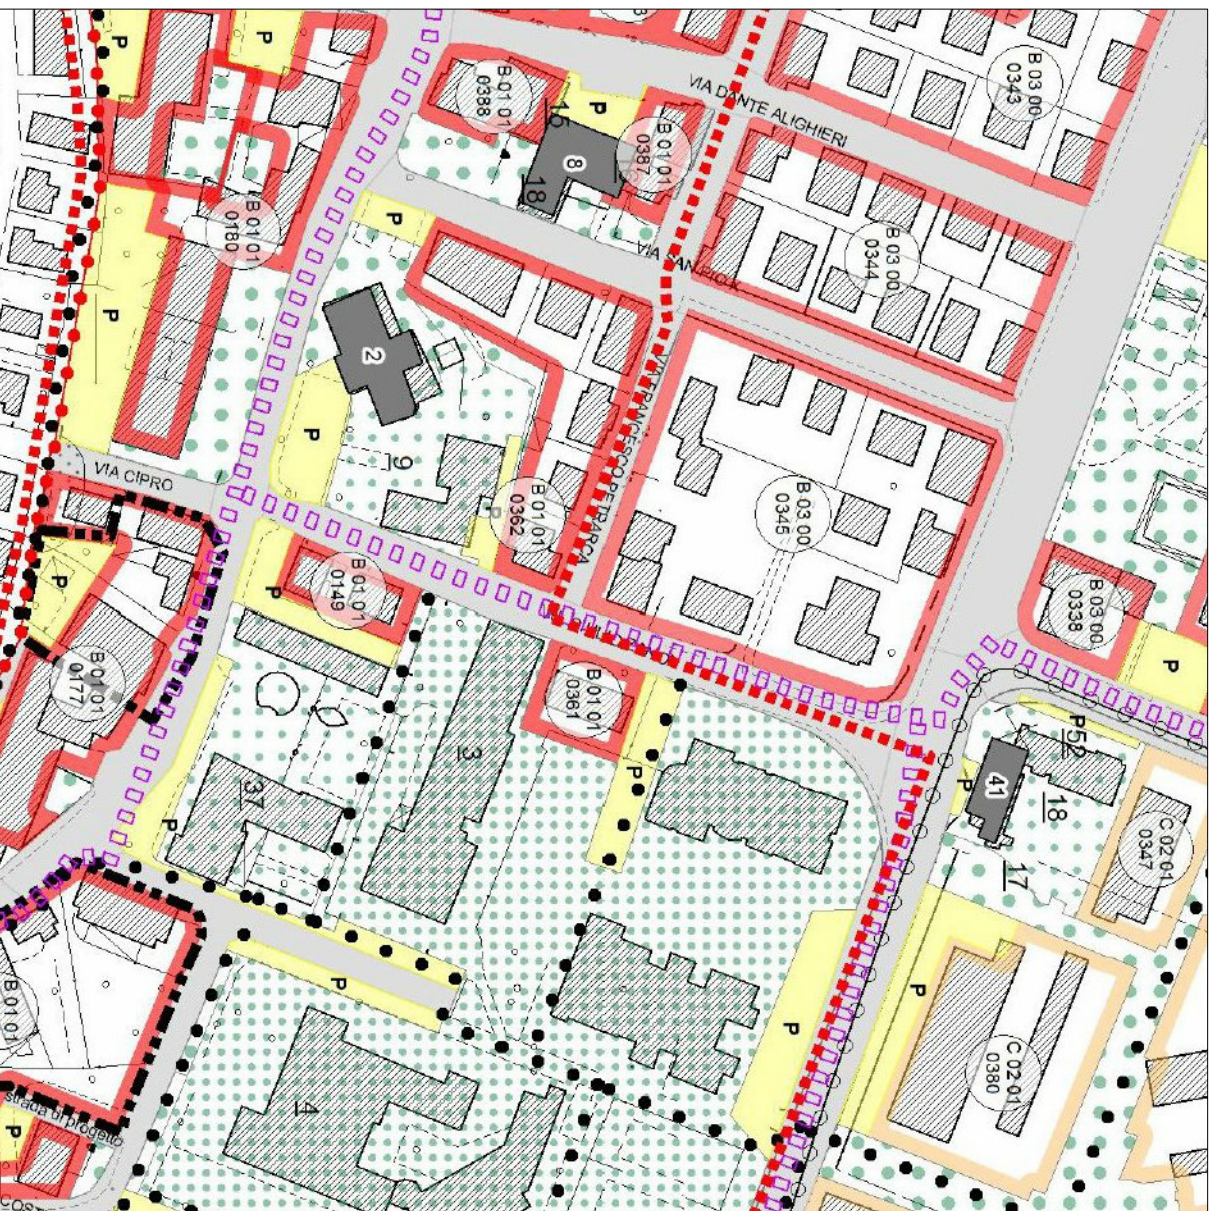 P
P
B 01 01
0388
15
P
8
18
B 01 01
0387
VIA DANTE ALIGHIERI
B 03 00
0343
B 01 01
0180
P
P
B 03 00
0344
2
P
9
P
B 01 01
0362
VIA FRANCESCO PETRARCA
B 03 00
0345
VIA CIPRO
P
B 01 01
0149
P
B 03 00
0338
P
B 01 01
0177
B 01 01
0361
3
P
P52
41
P
18
17
C 02 01
0347
37
P
P
P
P
C 02 01
0380
B 01 01
4
strada di progetto
P